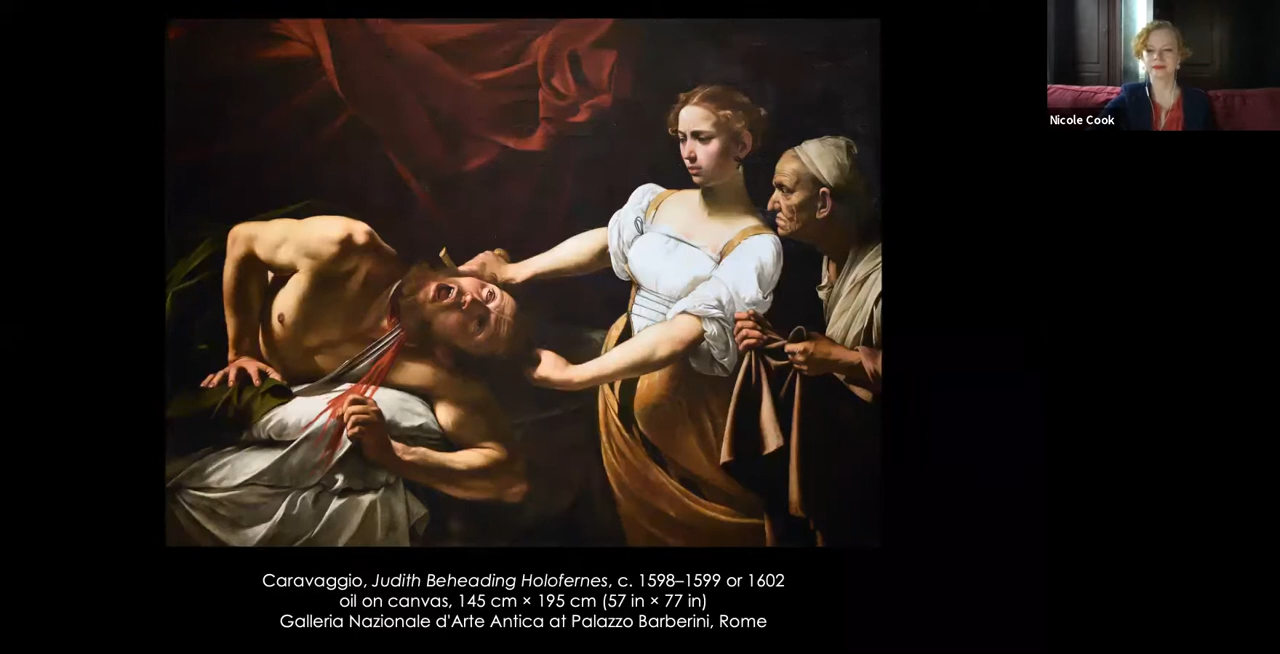 Nicole Cook
Caravaggio, Judith Beheading Holofernes, c. 1598–1599 or 1602
oil on canvas, 145 cm × 195 cm (57 in × 77 in)
Galleria Nazionale d'Arte Antica at Palazzo Barberini, Rome